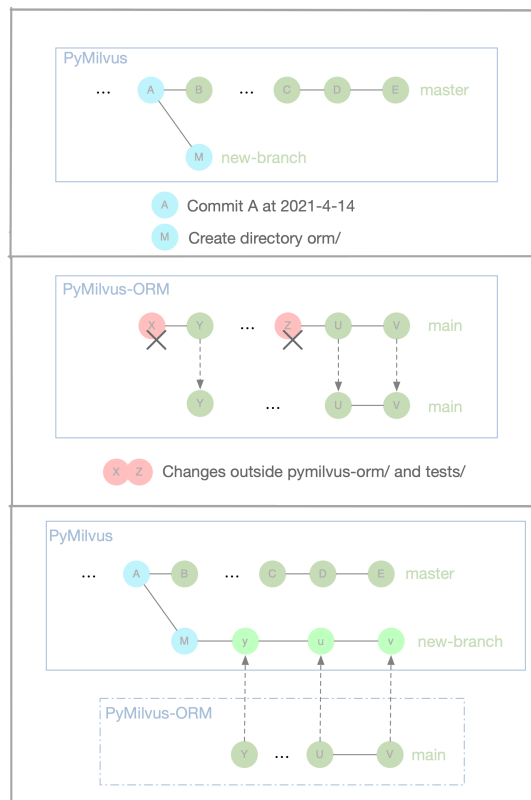 PyMilvus
... A B ... C D E master
M new-branch
A Commit A at 2021-4-14
M Create directory orm/
PyMilvus-ORM
X Y ... Z U V main
Y ... U V main
X Z Changes outside pymilvus-orm/ and tests/
PyMilvus
... A B ... C D E master
M y u v new-branch
PyMilvus-ORM
Y ... U V main